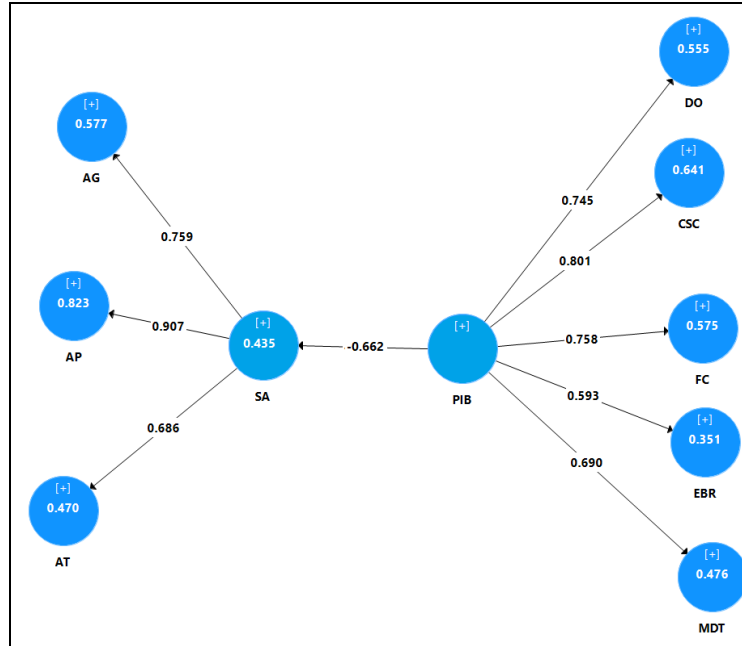 [+]
0.555
DO
[+]
0.577
AG
[+]
0.641
CSC
0.745
0.759
0.801
[+]
0.823
AP
0.907
[+]
0.435
SA
-0.662
[+]
PIB
0.758
[+]
0.575
FC
0.593
[+]
0.351
EBR
0.686
0.690
[+]
0.470
AT
[+]
0.476
MDT